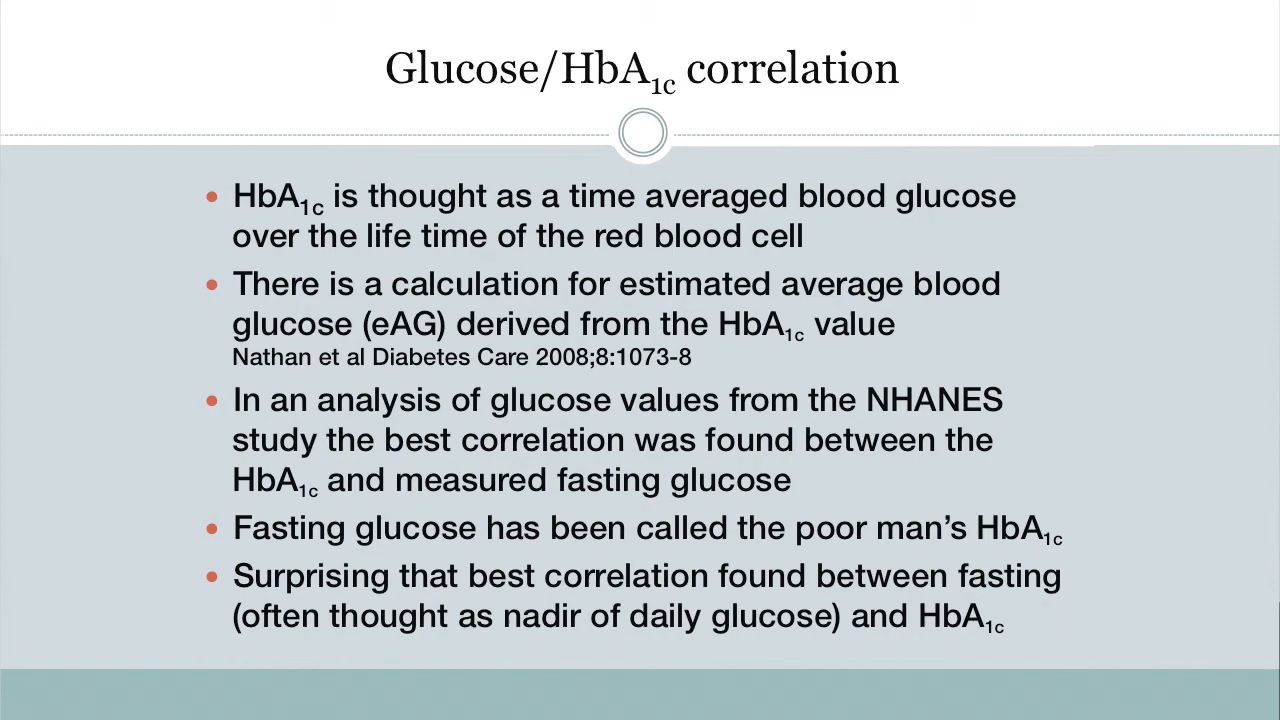 Glucose/HbA1c correlation
• HbA1c is thought as a time averaged blood glucose
over the life time of the red blood cell
• There is a calculation for estimated average blood
glucose (eAG) derived from the HbA1c value
Nathan et al Diabetes Care 2008;8:1073-8
• In an analysis of glucose values from the NHANES
study the best correlation was found between the
HbA1c and measured fasting glucose
• Fasting glucose has been called the poor man’s HbA1c
• Surprising that best correlation found between fasting
(often thought as nadir of daily glucose) and HbA1c